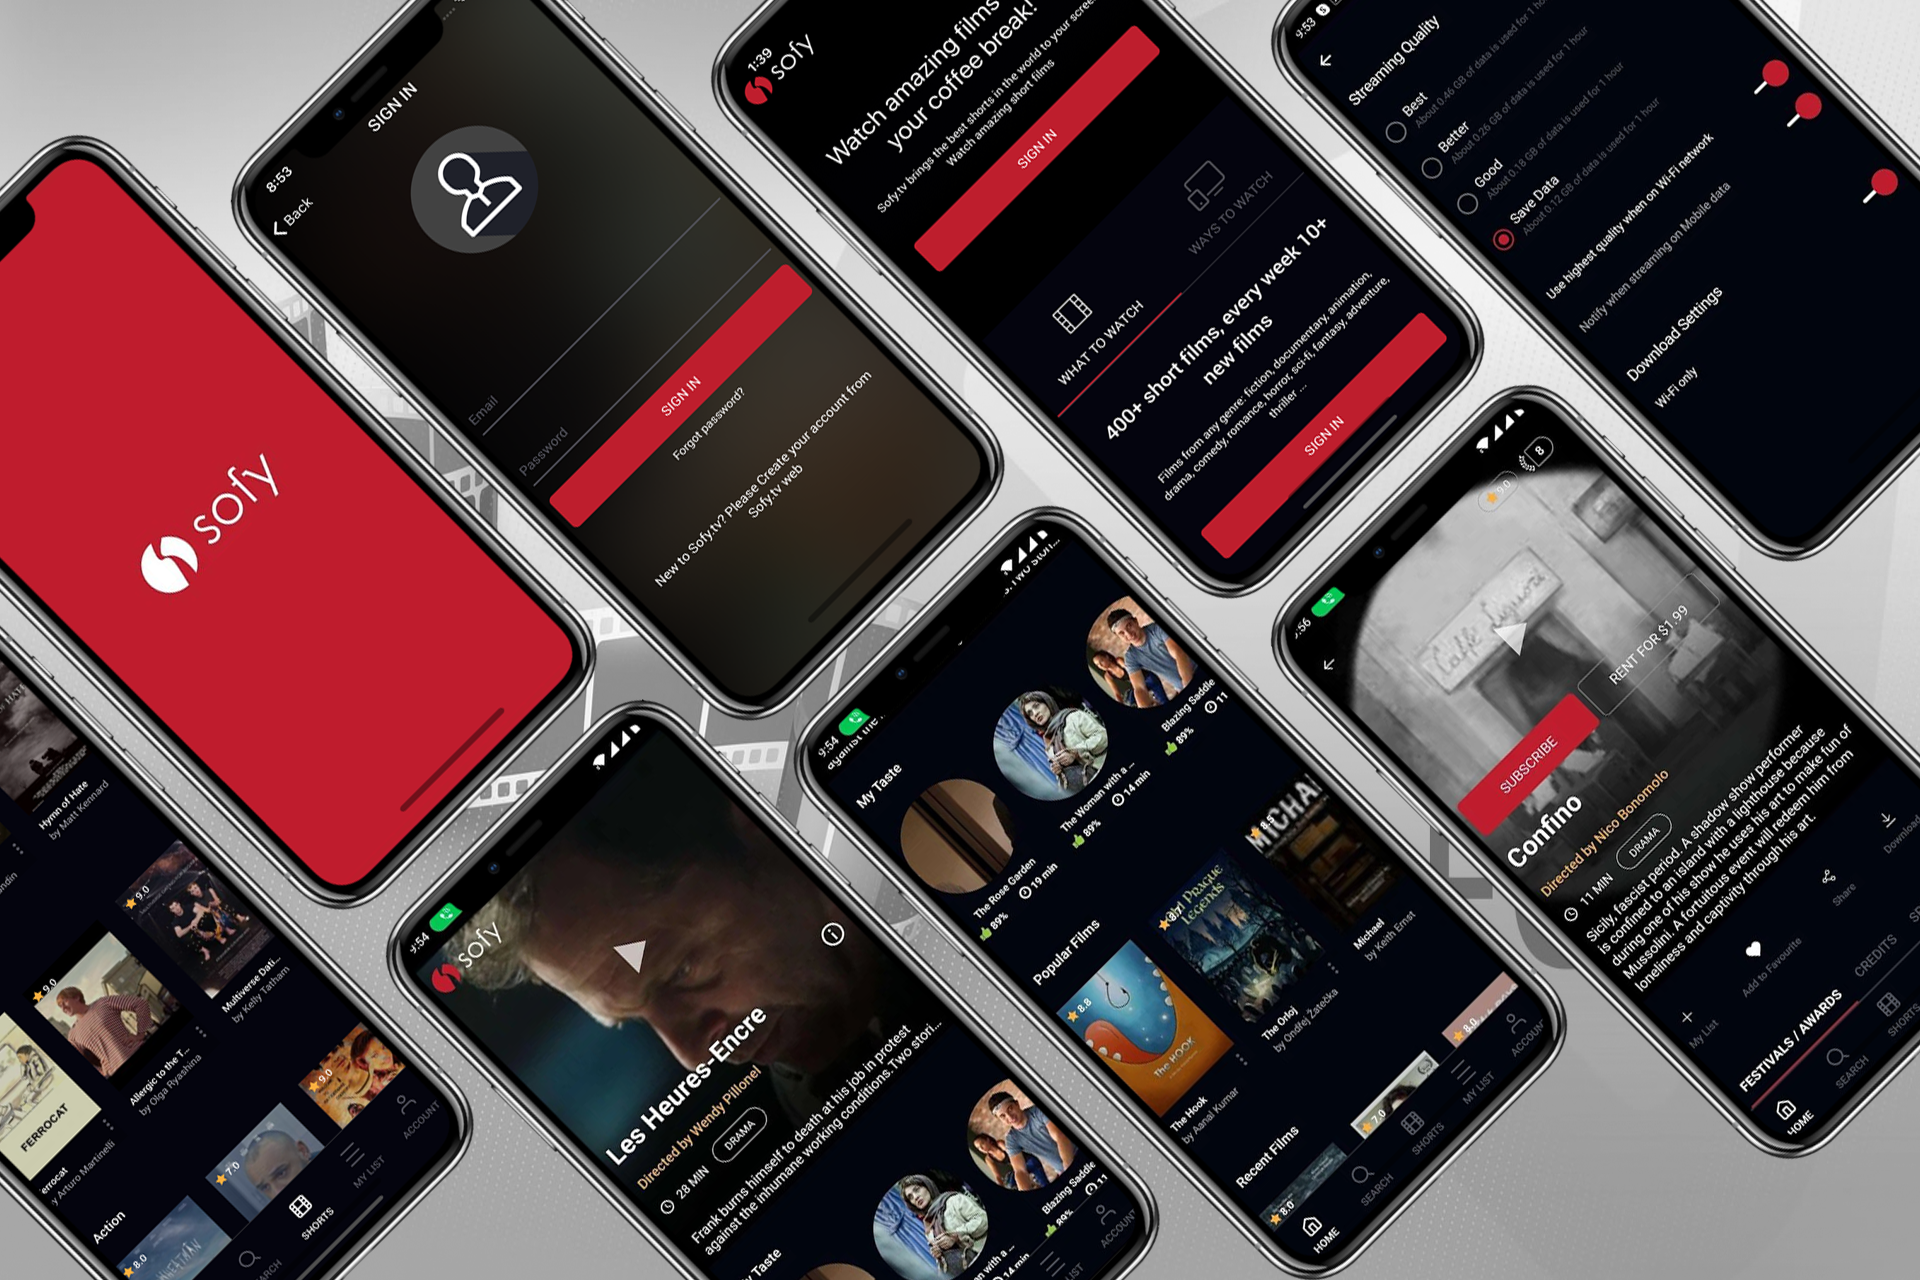 sofy
8:53
SIGN IN
Back
Email
Password
SIGN IN
Forgot password?
New to Sofy.tv? Please Create your account from
Sofy.tv web
1:39
sofy
Watch amazing films
your coffee break!
Sofy.tv brings the best shorts in the world to your screen
Watch amazing short films
SIGN IN
WHAT TO WATCH
WAYS TO WATCH
400+ short films, every week 10+
new films
Films from any genre: fiction, documentary, animation,
drama, comedy, romance, horror, sci-fi, fantasy, adventure,
thriller ...
SIGN IN
9:53
Streaming Quality
Best
About 0.46 GB of data is used for 1 hour
Better
About 0.26 GB of data is used for 1 hour
Good
About 0.18 GB of data is used for 1 hour
Save Data
About 0.12 GB of data is used for 1 hour
Use highest quality when on Wi-Fi network
Notify when streaming on Mobile data
Download Settings
Wi-Fi only
Hymn of Hate
by Matt Kennard
9.0
Multiverse Dati...
by Kelly Tatham
9.0
Allergic to the T...
by Olga Ryashina
FERROCAT
Arturo Martinelli
Action
8.0
7.0
9.0
SHORTS
MY LIST
ACCOUNT
9:54
sofy
Les Heures-Encre
Directed by Wendy Pillonel
28 MIN
DRAMA
Frank burns himself to death at his job in protest
against the inhumane working conditions. Two stori...
Taste
Blazing Saddle
89%
11
14 min
9:54
My Taste
The Rose Garden
89%
19 min
The Woman with a ...
89%
14 min
Blazing Saddle
89%
11
Popular Films
8.8
The HOOK
The Hook
by Aanal Kumar
Old Prague
Legends
The Orloj
by Ondřej Žatečka
MICHA
8.5
Michael
by Keith Ernst
Recent Films
8.0
7.0
8.0
HOME
SEARCH
SHORTS
MY LIST
9:56
9.0
8
SUBSCRIBE
RENT FOR $1.99
Confino
Directed by Nico Bonomolo
11 MIN
DRAMA
Sicily, fascist period. A shadow show performer
is confined to an island with a lighthouse because
during one of his show he uses his art to make fun of
Mussolini. A fortuitous event will redeem him from
loneliness and captivity through his art.
My List
Add to Favourite
Share
Download
FESTIVALS / AWARDS
CREDITS
HOME
SEARCH
SHORTS